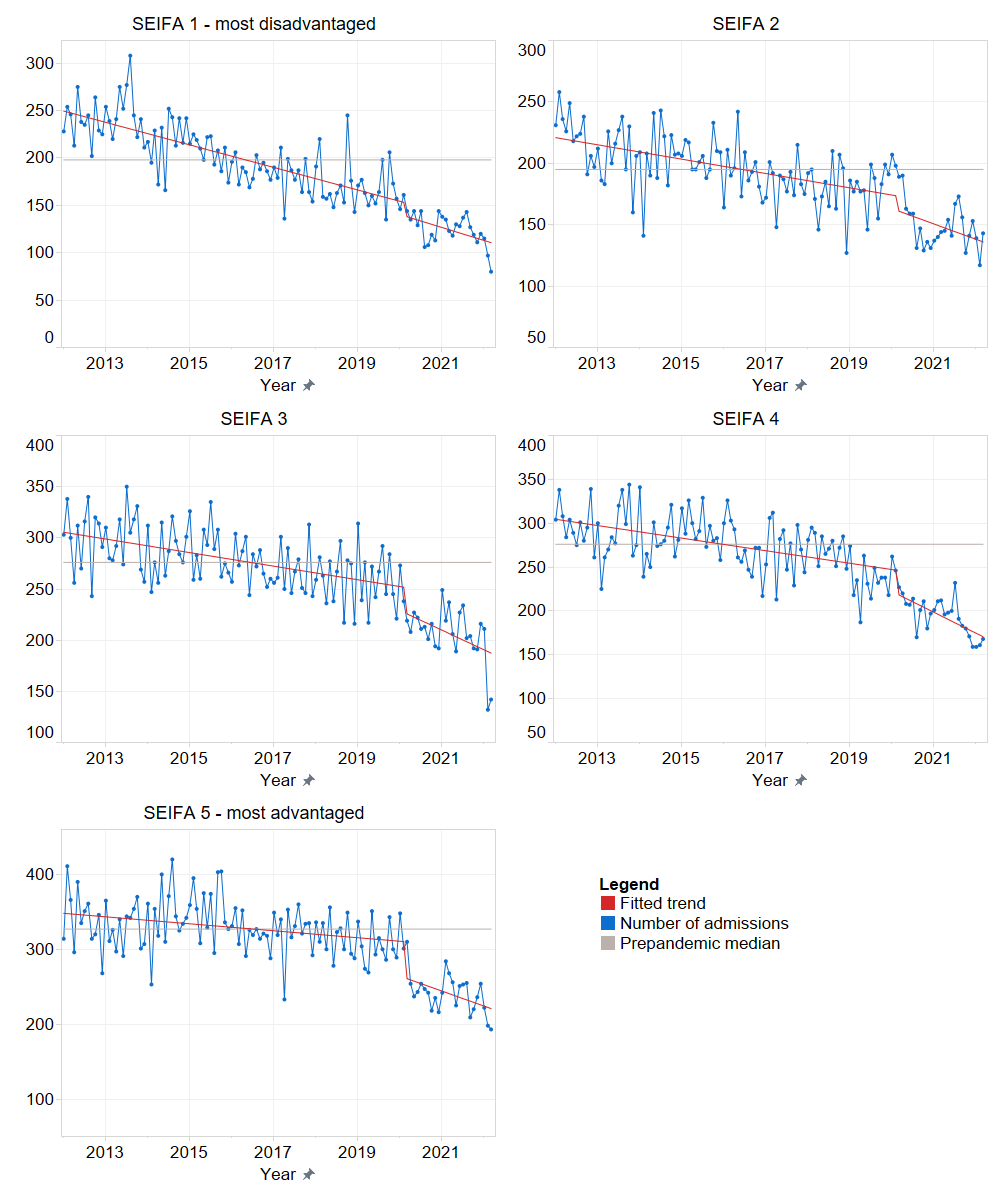 SEIFA 1 - most disadvantaged
300
250
200
150
100
50
0
2013 2015 2017 2019 2021
Year
SEIFA 2
300
250
200
150
100
50
2013 2015 2017 2019 2021
Year
SEIFA 3
400
350
300
250
200
150
100
2013 2015 2017 2019 2021
Year
SEIFA 4
400
350
300
250
200
150
100
50
2013 2015 2017 2019 2021
Year
SEIFA 5 - most advantaged
400
300
200
100
2013 2015 2017 2019 2021
Year
Legend
Fitted trend
Number of admissions
Prepandemic median